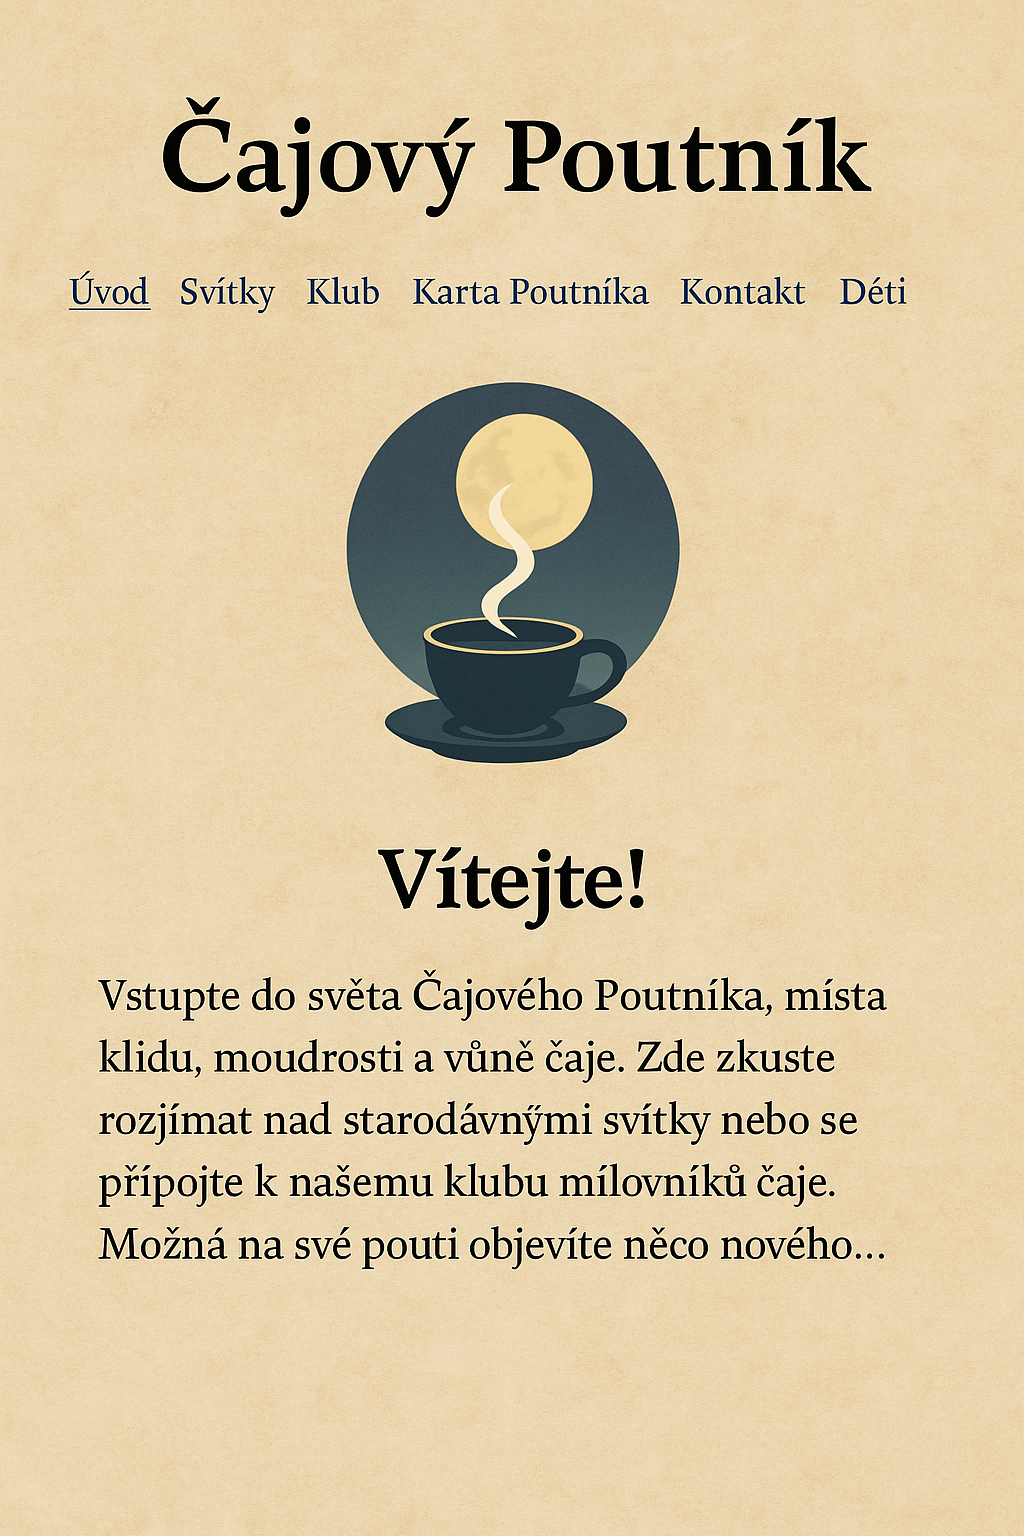 Čajový Poutník
Úvod Svítky Klub Karta Poutníka Kontakt Déti
Vítejte!
Vstupte do světa Čajového Poutníka, místa
klidu, moudrosti a vůně čaje. Zde zkuste
rozjímat nad starodávnӳ́mi svítky nebo se
přípojte k našemu klubu mílovníků čaje.
Možná na své pouti objevíte něco nového...